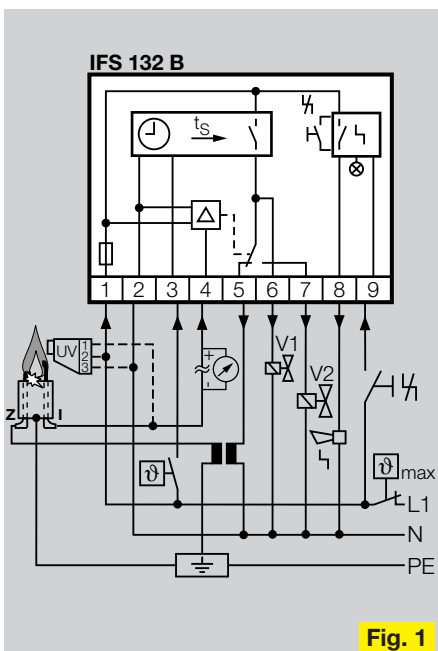 IFS 132 B
tS
1 2 3 4 5 6 7 8 9
UV 1 2 3
+
-
V1
V2
Z I
ϑ
ϑ max
L1
N
PE
Fig. 1